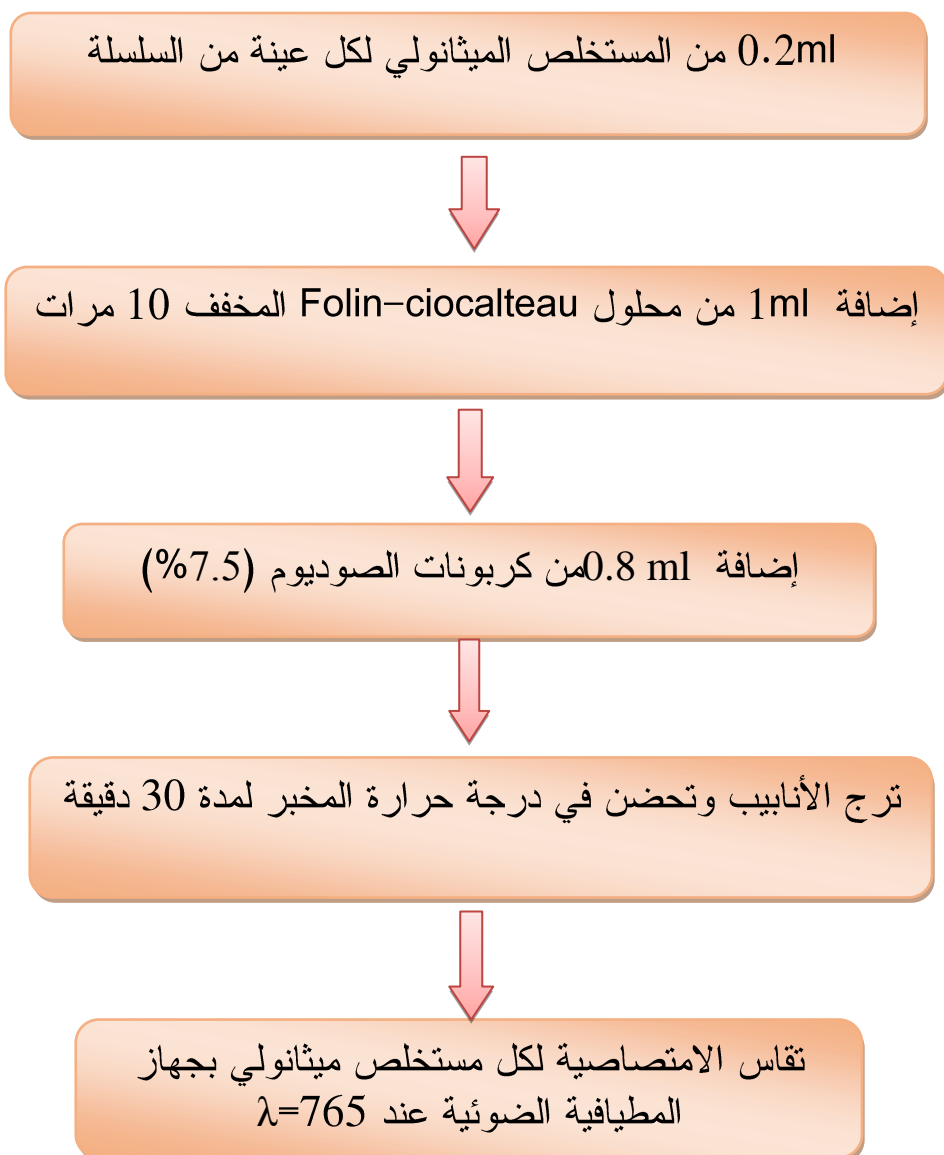 0.2ml من المستخلص الميثانولي لكل عينة من السلسلة
إضافة 1ml من محلول Folin-ciocalteau المخفف 10 مرات
إضافة 0.8 mlمن كربونات الصوديوم (7.5%)
ترج الأنابيب وتحضن في درجة حرارة المخبر لمدة 30 دقيقة
تقاس الامتصاصية لكل مستخلص ميثانولي بجهاز
المطيافية الضوئية عند λ=765